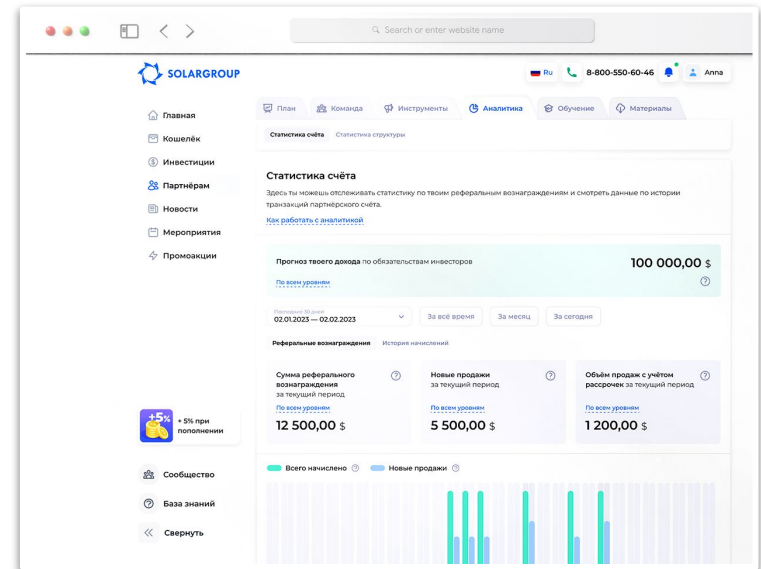 Search or enter website name
SOLARGROUP
Ru
8-800-550-60-46
Anna
Главная
Кошелёк
Инвестиции
Партнёрам
Новости
Мероприятия
Промоакции
План
Команда
Инструменты
Аналитика
Обучение
Материалы
Статистика счёта
Статистика структуры
Статистика счёта
Здесь ты можешь отслеживать статистику по твоим реферальным вознаграждениям и смотреть данные по истории
транзакций партнёрского счёта.
Как работать с аналитикой
Прогноз твоего дохода по обязательствам инвесторов
100 000,00 $
По всем уровням
Последние 30 дней
02.01.2023 — 02.02.2023
За всё время
За месяц
За сегодня
Реферальные вознаграждения
История начислений
Сумма реферального
вознаграждения
за текущий период
По всем уровням
12 500,00 $
Новые продажи
за текущий период
По всем уровням
5 500,00 $
Объём продаж с учётом
рассрочек за текущий период
По всем уровням
1 200,00 $
Всего начислено
Новые продажи
+5%
+ 5% при
пополнении
Сообщество
База знаний
Свернуть